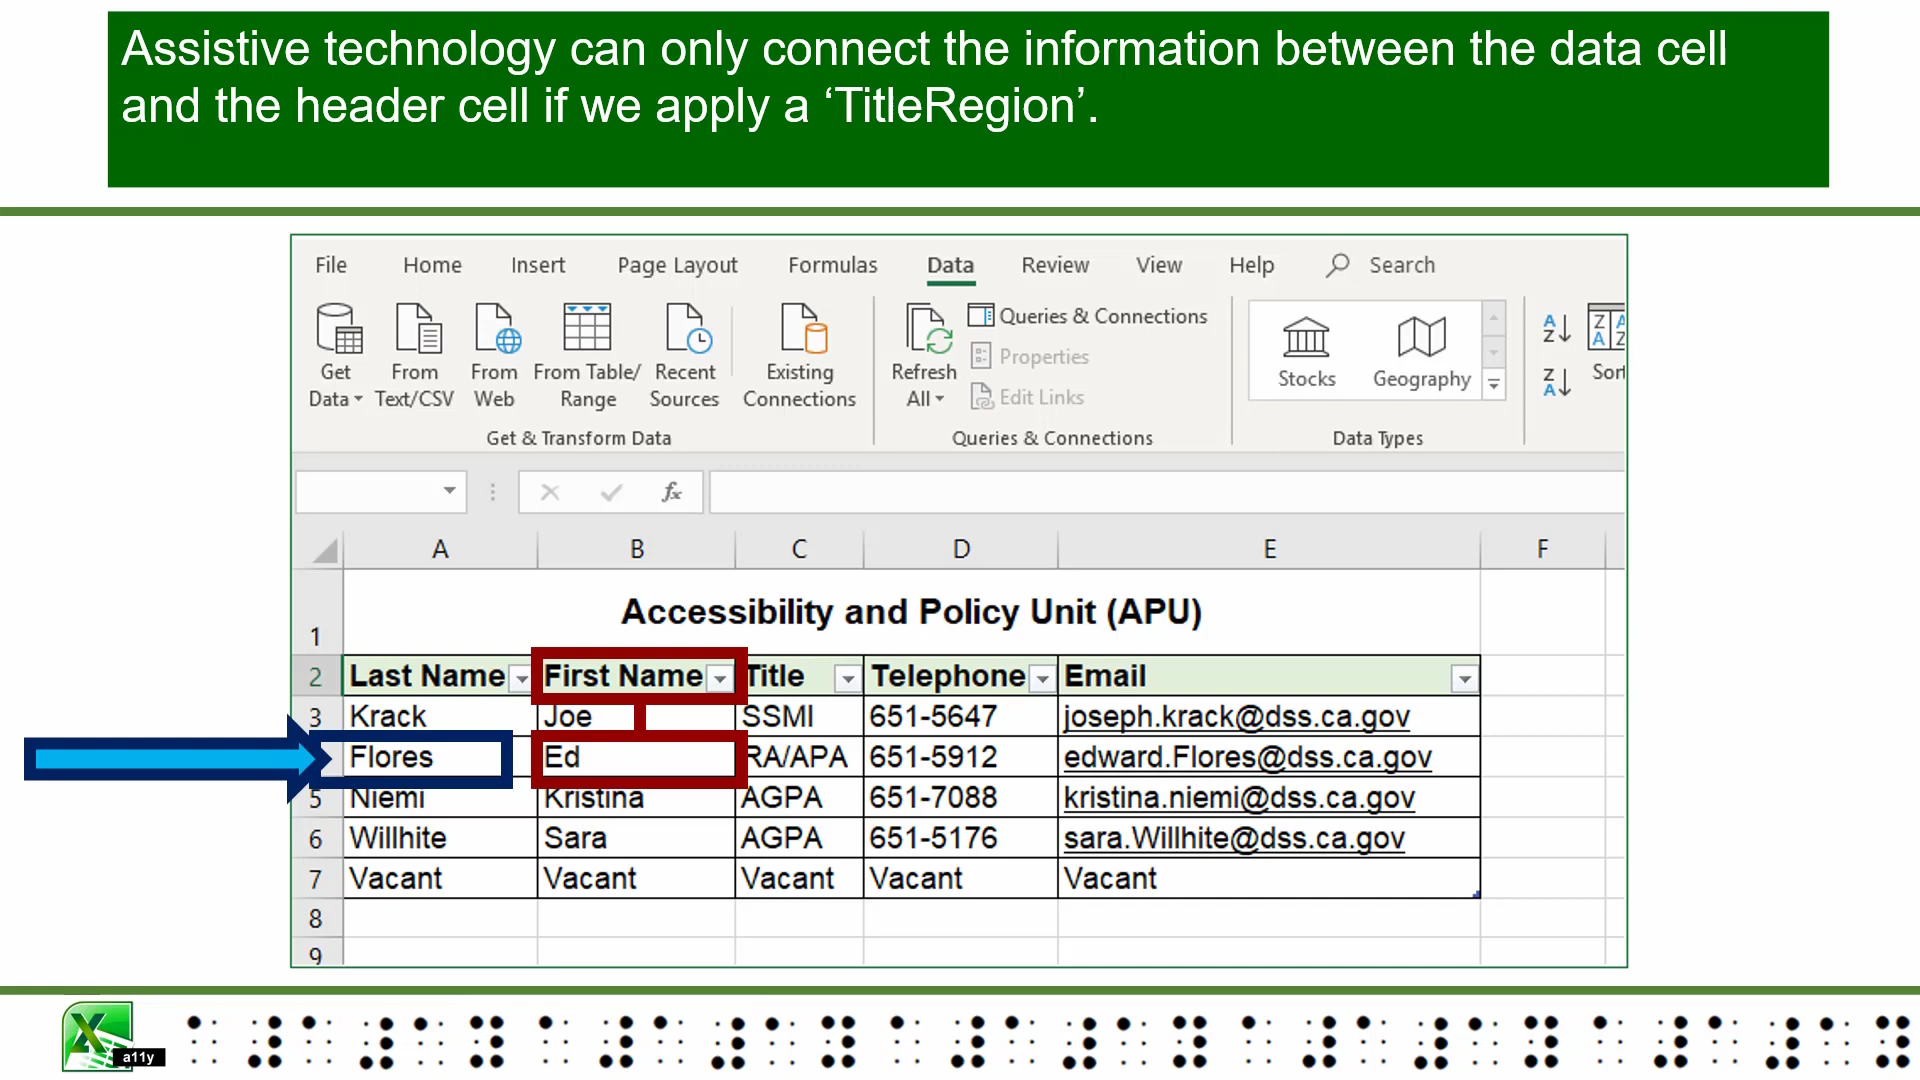 Assistive technology can only connect the information between the data cell
and the header cell if we apply a ‘TitleRegion’.
File Home Insert Page Layout Formulas Data Review View Help Search
Get Data
From Text/CSV
From Web
From Table/ Range
Recent Sources
Existing Connections
Get & Transform Data
Refresh All
Queries & Connections
Properties
Edit Links
Queries & Connections
Stocks
Geography
Data Types
A Z
Z A
Z A A Z
Sort
fx
A B C D E F
1 Accessibility and Policy Unit (APU)
2 Last Name First Name Title Telephone Email
3 Krack Joe SSMI 651-5647 joseph.krack@dss.ca.gov
Flores Ed RA/APA 651-5912 edward.Flores@dss.ca.gov
5 Niemi Kristina AGPA 651-7088 kristina.niemi@dss.ca.gov
6 Willhite Sara AGPA 651-5176 sara.Willhite@dss.ca.gov
7 Vacant Vacant Vacant Vacant Vacant
8
9
X
a11y